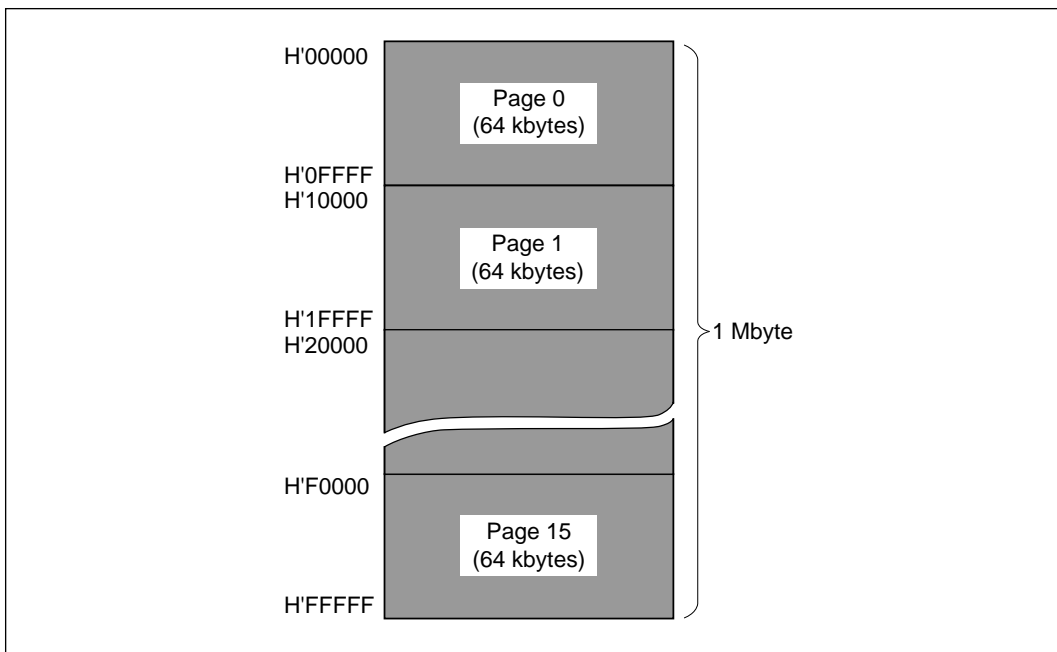 H'00000
Page 0
(64 kbytes)
H'0FFFF
H'10000
Page 1
(64 kbytes)
H'1FFFF
H'20000
1 Mbyte
H'F0000
Page 15
(64 kbytes)
H'FFFFF